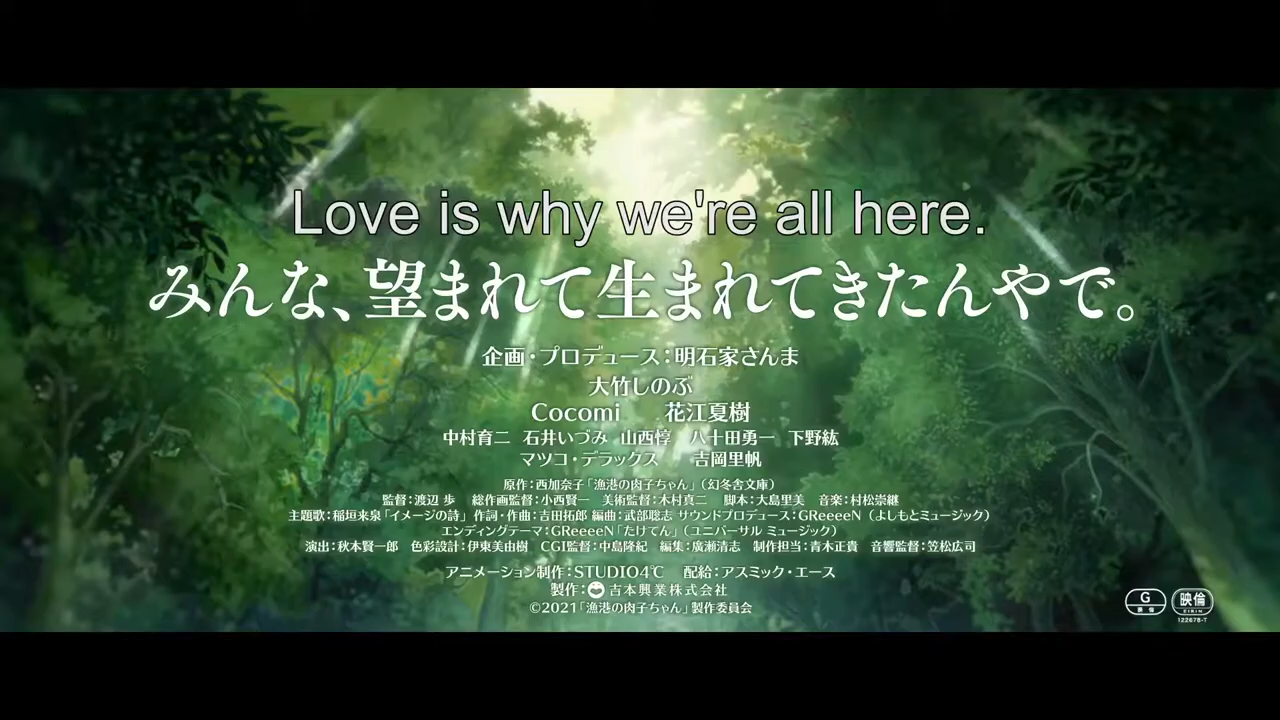 Love is why we're all here.
みんな、望まれて生まれてきたんやで。
企画・プロデュース：明石家さんま
大竹しのぶ
Cocomi 花江夏樹
中村育二 石井いづみ 山西惇 八十田勇一 下野紘
マツコ・デラックス 吉岡里帆
原作：西加奈子「漁港の肉子ちゃん」（幻冬舎文庫）
監督：渡辺 歩 総作画監督：小西賢一 美術監督：木村真二 脚本：大島里美 音楽：村松崇継
主題歌：稲垣来泉「イメージの詩」 作詞・作曲：吉田拓郎 編曲：武部聡志 サウンドプロデュース：GReeeeN（よしもとミュージック）
エンディングテーマ：GReeeeN「たけてん」（ユニバーサル ミュージック）
演出：秋本賢一郎 色彩設計：伊東美由樹 CGI監督：中島隆紀 編集：廣瀬清志 制作担当：青木正貴 音響監督：笠松広司
アニメーション制作：STUDIO4℃ 配給：アスミック・エース
製作：吉本興業株式会社
©2021「漁港の肉子ちゃん」製作委員会
G 映倫
映倫 EIRIN
122678-T